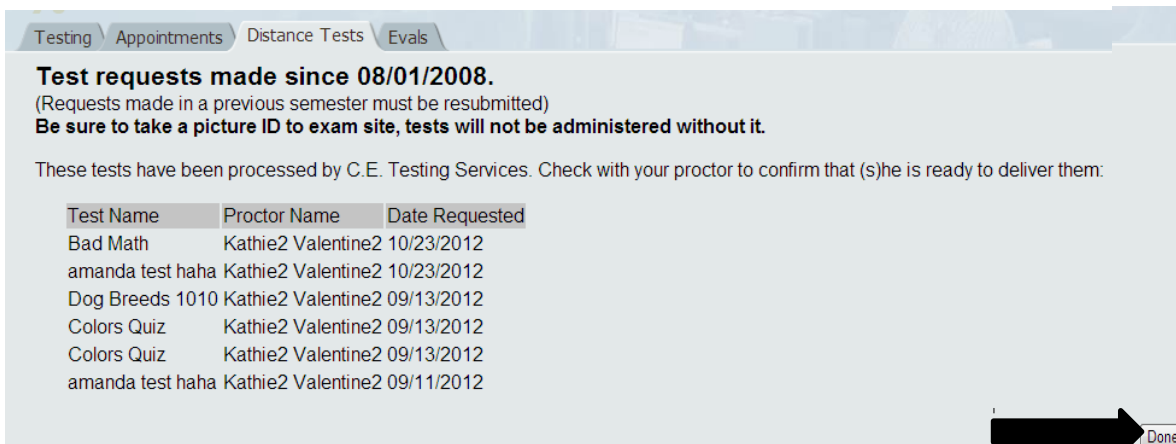 Testing Appointments Distance Tests Evals
Test requests made since 08/01/2008.
(Requests made in a previous semester must be resubmitted)
Be sure to take a picture ID to exam site, tests will not be administered without it.
These tests have been processed by C.E. Testing Services. Check with your proctor to confirm that (s)he is ready to deliver them:
Test Name Proctor Name Date Requested
Bad Math Kathie2 Valentine2 10/23/2012
amanda test haha Kathie2 Valentine2 10/23/2012
Dog Breeds 1010 Kathie2 Valentine2 09/13/2012
Colors Quiz Kathie2 Valentine2 09/13/2012
Colors Quiz Kathie2 Valentine2 09/13/2012
amanda test haha Kathie2 Valentine2 09/11/2012
Done